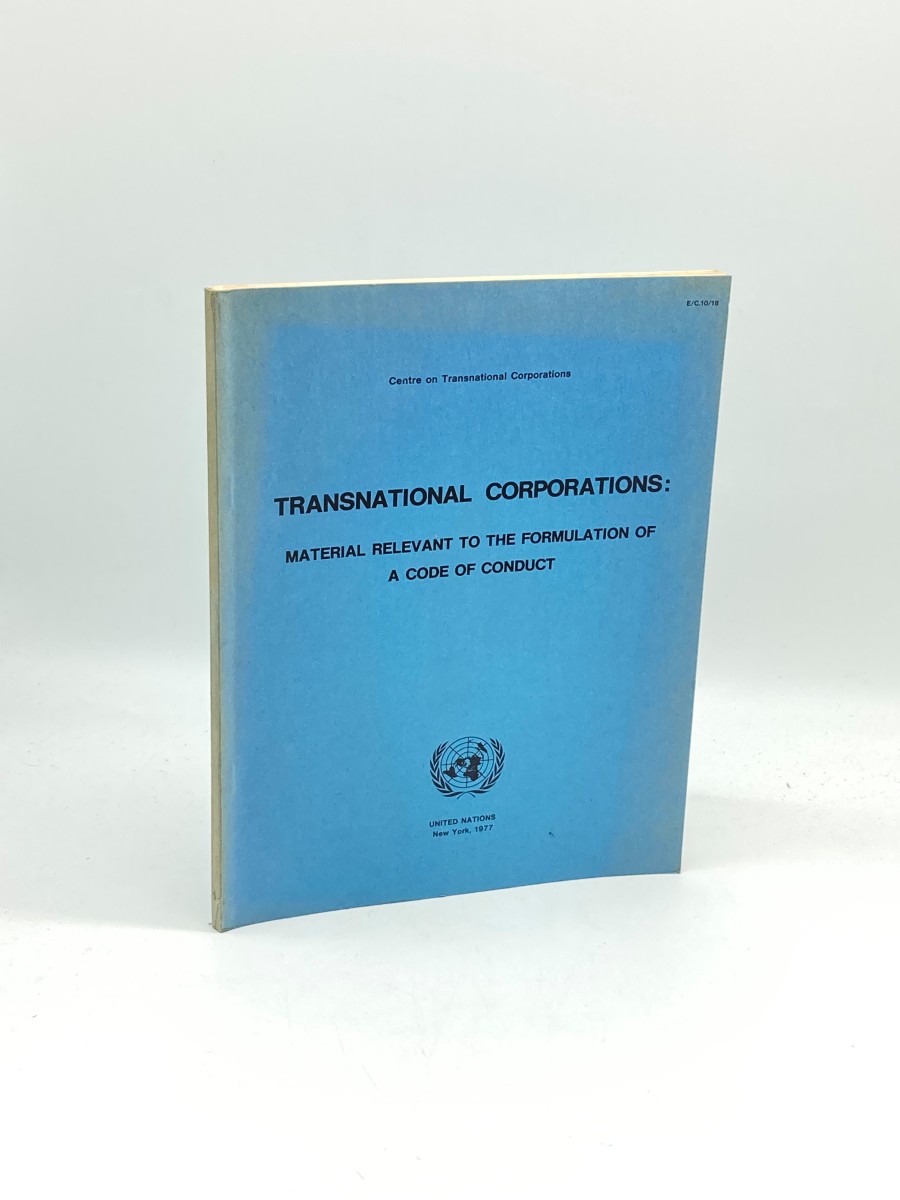 E/C.10/18
Centre on Transnational Corporations
TRANSNATIONAL CORPORATIONS:
MATERIAL RELEVANT TO THE FORMULATION OF
A CODE OF CONDUCT
UNITED NATIONS
New York, 1977